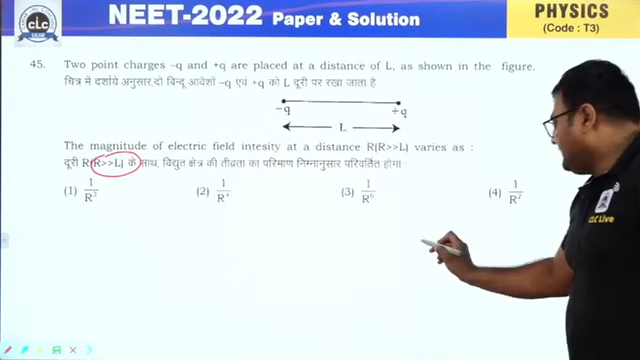 CLC
SIKAR
NEET-2022 Paper & Solution
PHYSICS
(Code : T3)
45. Two point charges –q and +q are placed at a distance of L, as shown in the figure.
चित्र में दर्शाये अनुसार दो बिन्दू आवेशों –q एवं +q को L दूरी पर रखा जाता है
–q
+q
L
The magnitude of electric field intesity at a distance R(R>>L) varies as :
दूरी R(R>>L) के साथ, विद्युत क्षेत्र की तीव्रता का परिमाण निम्नानुसार परिवर्तित होगा :
(1) 1/R³ (2) 1/R⁴ (3) 1/R⁶ (4) 1/R²
CLC Live